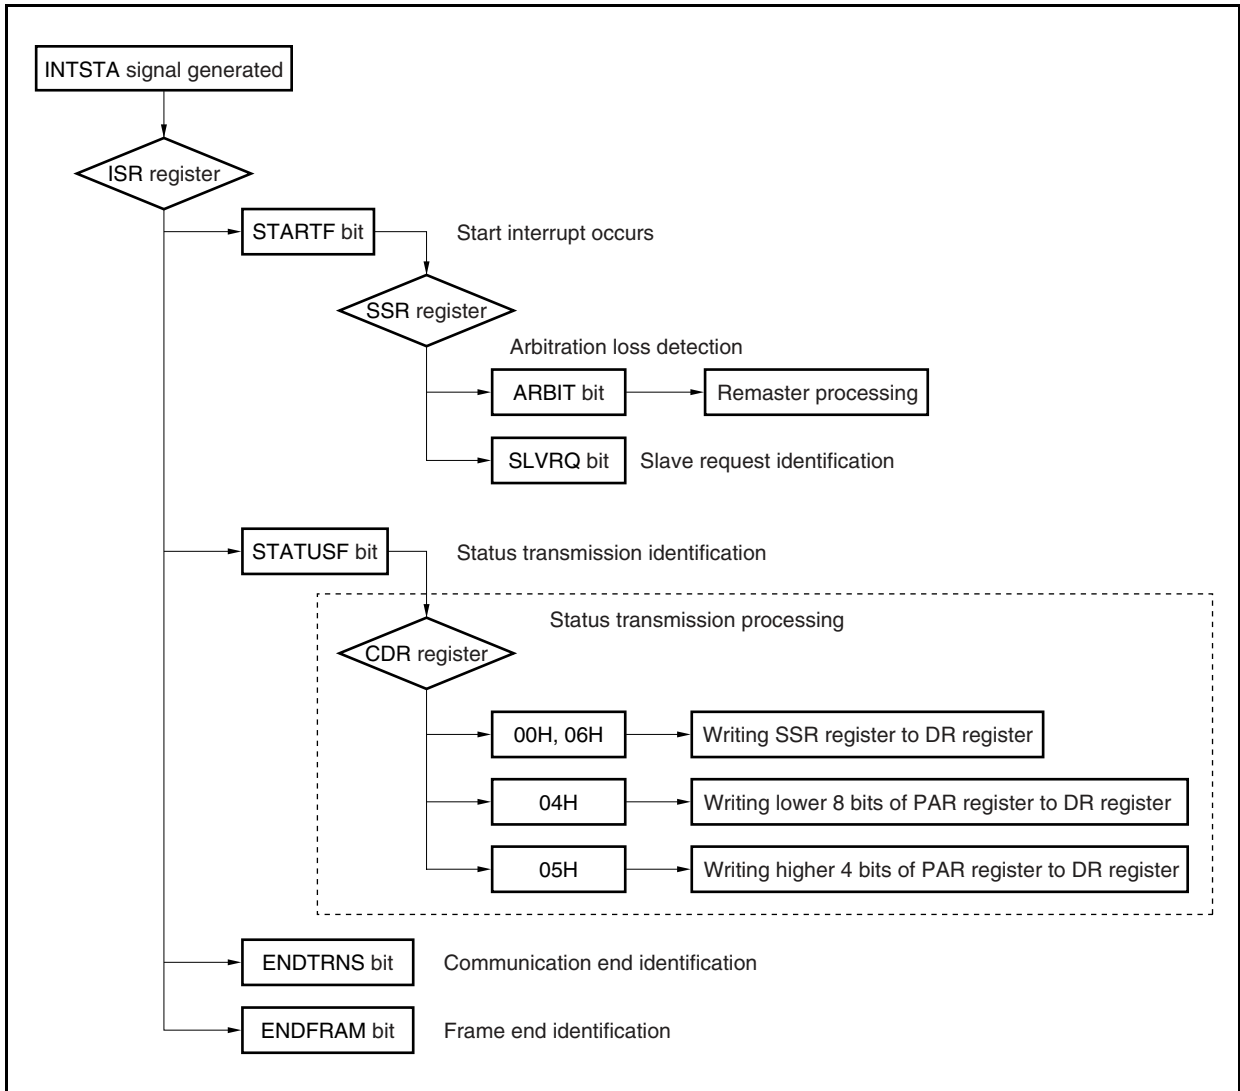 INTSTA signal generated
ISR register
STARTF bit
Start interrupt occurs
SSR register
Arbitration loss detection
ARBIT bit
Remaster processing
SLVRQ bit
Slave request identification
STATUSF bit
Status transmission identification
Status transmission processing
CDR register
00H, 06H
Writing SSR register to DR register
04H
Writing lower 8 bits of PAR register to DR register
05H
Writing higher 4 bits of PAR register to DR register
ENDTRNS bit
Communication end identification
ENDFRAM bit
Frame end identification